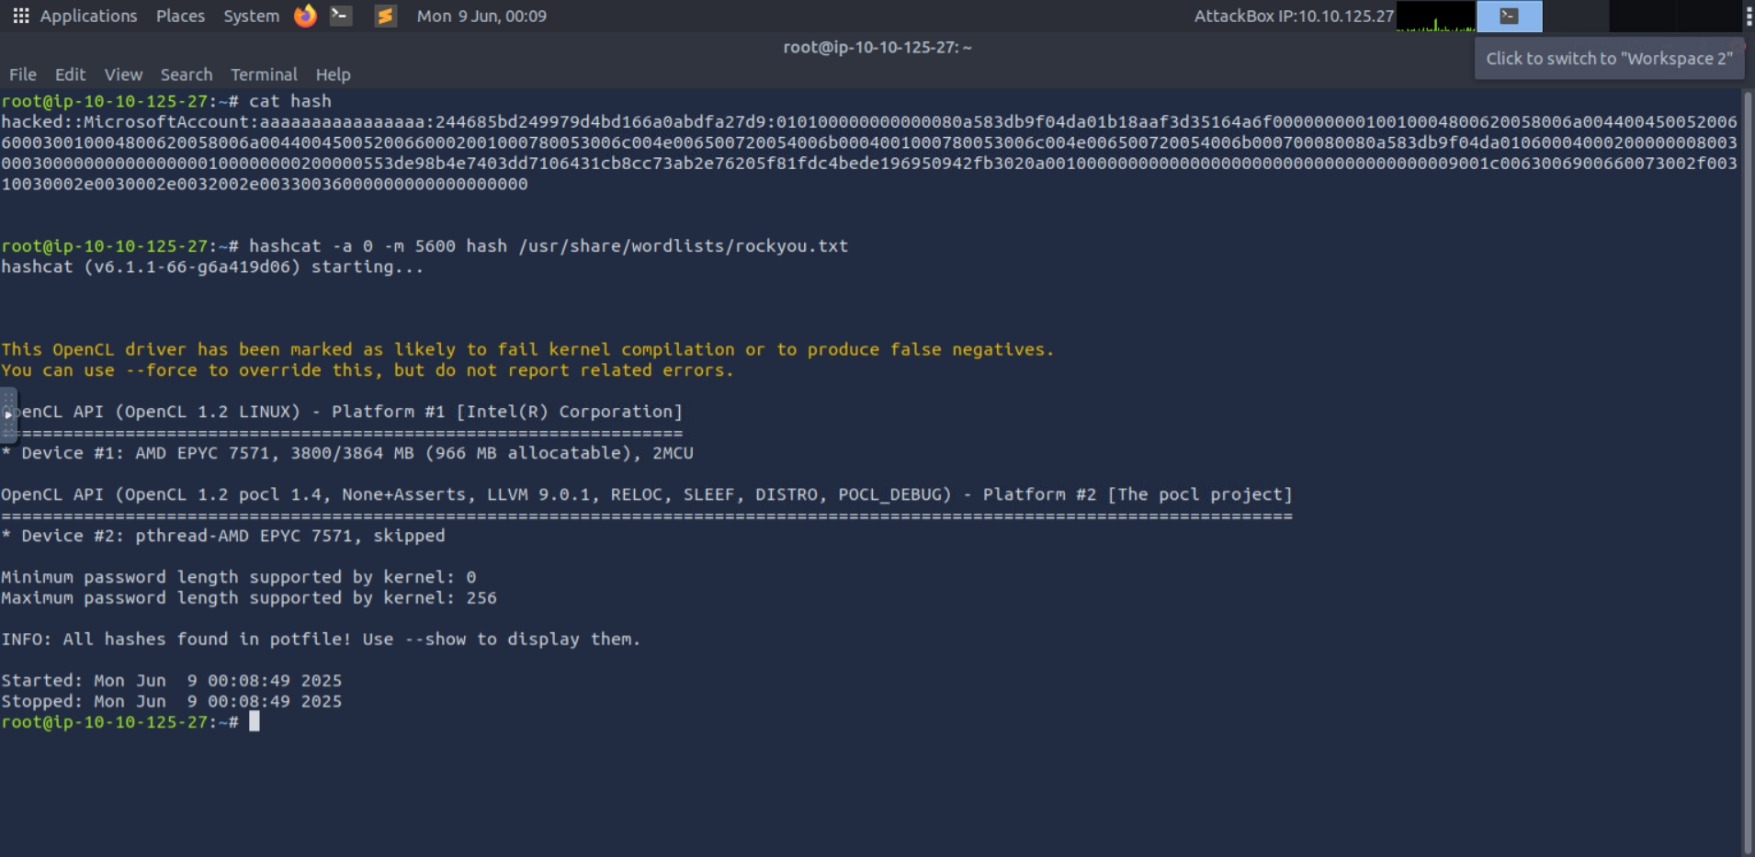 Applications Places System Mon 9 Jun, 00:09 AttackBox IP:10.10.125.27
root@ip-10-10-125-27: ~
Click to switch to "Workspace 2"
File Edit View Search Terminal Help
root@ip-10-10-125-27:~# cat hash
hacked::MicrosoftAccount:aaaaaaaaaaaaaaaa:244685bd249979d4bd166a0abdfa27d9:010100000000000080a583db9f04da01b18aaf3d35164a6f00000000010010004800620058006a004400450052006
600030010004800620058006a00440045005200660002001000780053006c004e006500720054006b0004001000780053006c004e006500720054006b000700080080a583db9f04da010600040002000000080030
0030000000000000000100000000200000553de98b4e7403dd7106431cb8cc73ab2e76205f81fdc4bede196950942fb3020a001000000000000000000000000000000000000009001c0063006900660073002f003
10030002e0030002e0032002e003300360000000000000000000000
root@ip-10-10-125-27:~# hashcat -a 0 -m 5600 hash /usr/share/wordlists/rockyou.txt
hashcat (v6.1.1-66-g6a419d06) starting...
This OpenCL driver has been marked as likely to fail kernel compilation or to produce false negatives.
You can use --force to override this, but do not report related errors.
enCL API (OpenCL 1.2 LINUX) - Platform #1 [Intel(R) Corporation]
================================================================
* Device #1: AMD EPYC 7571, 3800/3864 MB (966 MB allocatable), 2MCU
OpenCL API (OpenCL 1.2 pocl 1.4, None+Asserts, LLVM 9.0.1, RELOC, SLEEF, DISTRO, POCL_DEBUG) - Platform #2 [The pocl project]
=============================================================================================================================
* Device #2: pthread-AMD EPYC 7571, skipped
Minimum password length supported by kernel: 0
Maximum password length supported by kernel: 256
INFO: All hashes found in potfile! Use --show to display them.
Started: Mon Jun  9 00:08:49 2025
Stopped: Mon Jun  9 00:08:49 2025
root@ip-10-10-125-27:~#